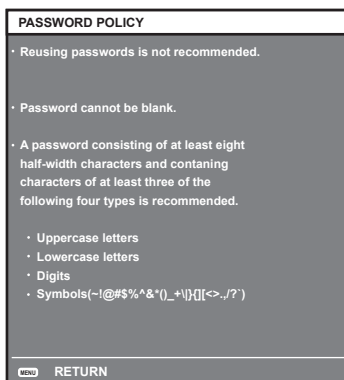 PASSWORD POLICY
・Reusing passwords is not recommended.
・Password cannot be blank.
・A password consisting of at least eight
half-width characters and contaning
characters of at least three of the
following four types is recommended.
・Uppercase letters
・Lowercase letters
・Digits
・Symbols(~!@#$%^&*()_+\|}{][<>.,/?`)
MENU RETURN